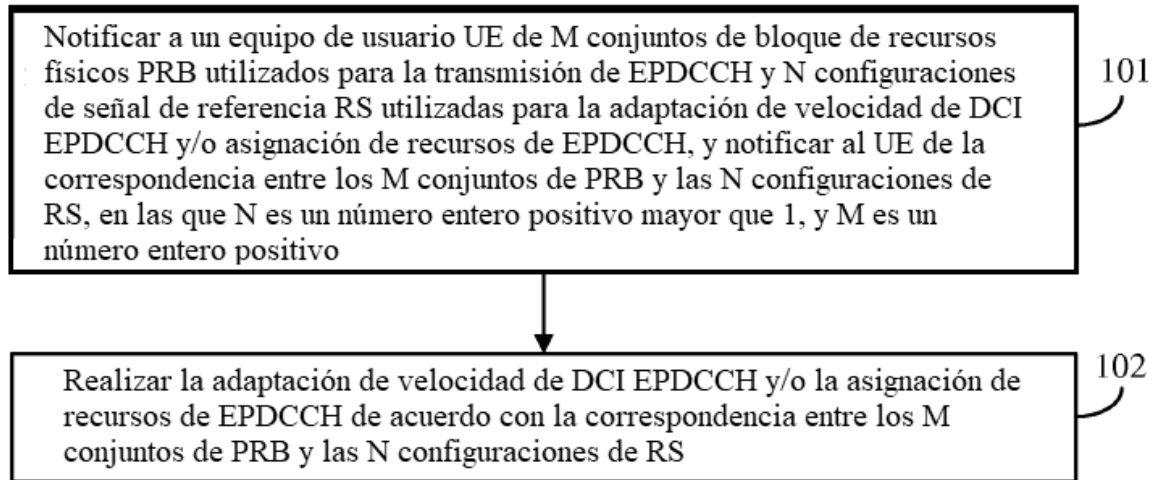 Notificar a un equipo de usuario UE de M conjuntos de bloque de recursos
físicos PRB utilizados para la transmisión de EPDCCH y N configuraciones
de señal de referencia RS utilizadas para la adaptación de velocidad de DCI
EPDCCH y/o asignación de recursos de EPDCCH, y notificar al UE de la
correspondencia entre los M conjuntos de PRB y las N configuraciones de
RS, en las que N es un número entero positivo mayor que 1, y M es un
número entero positivo
101
Realizar la adaptación de velocidad de DCI EPDCCH y/o la asignación de
recursos de EPDCCH de acuerdo con la correspondencia entre los M
conjuntos de PRB y las N configuraciones de RS
102